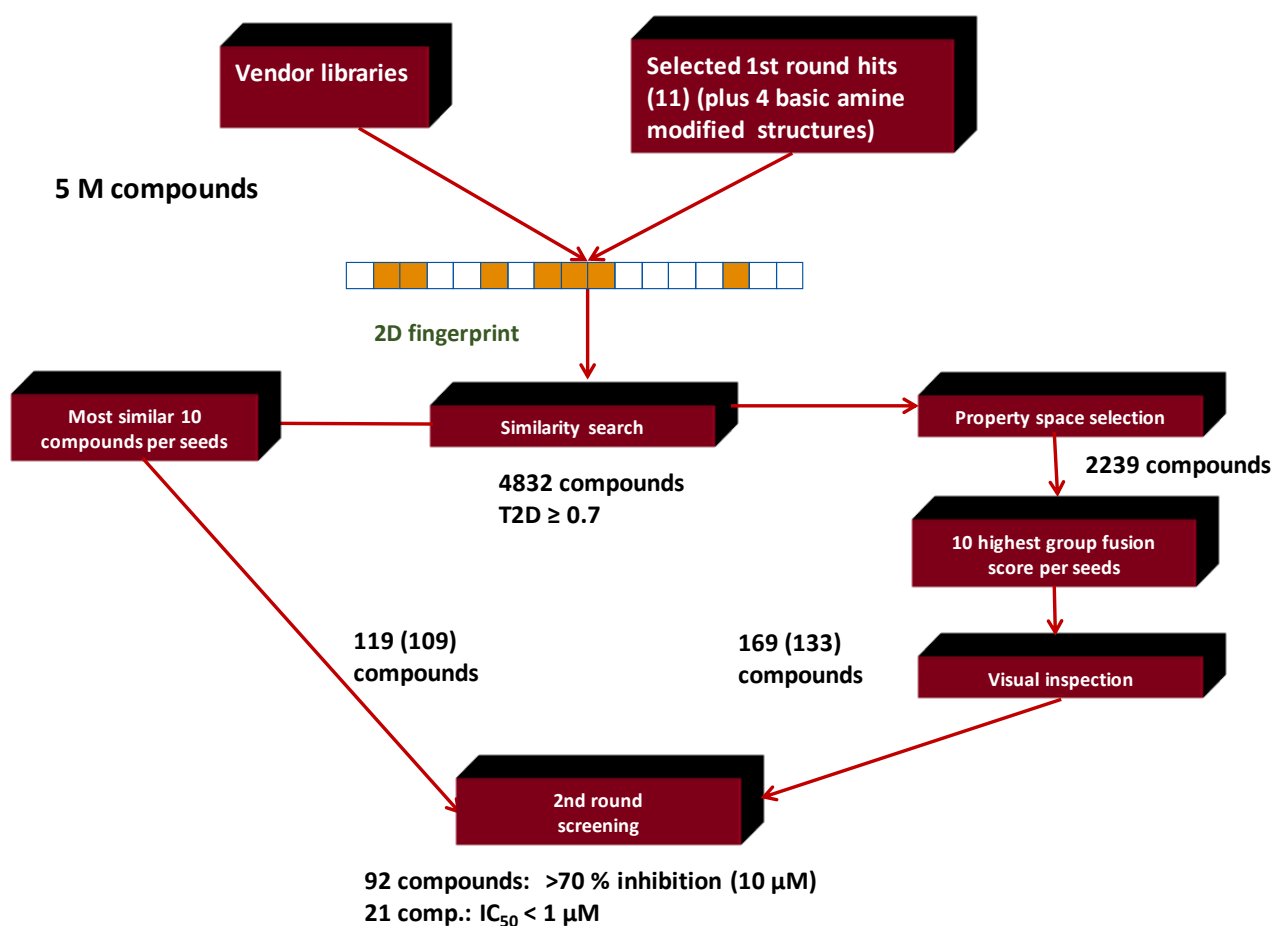 Vendor libraries
Selected 1st round hits
(11) (plus 4 basic amine
modified structures)
5 M compounds
2D fingerprint
Most similar 10
compounds per seeds
Similarity search
Property space selection
4832 compounds
T2D ≥ 0.7
2239 compounds
10 highest group fusion
score per seeds
119 (109)
compounds
169 (133)
compounds
Visual inspection
2nd round
screening
92 compounds: >70 % inhibition (10 μM)
21 comp.: IC50 < 1 μM